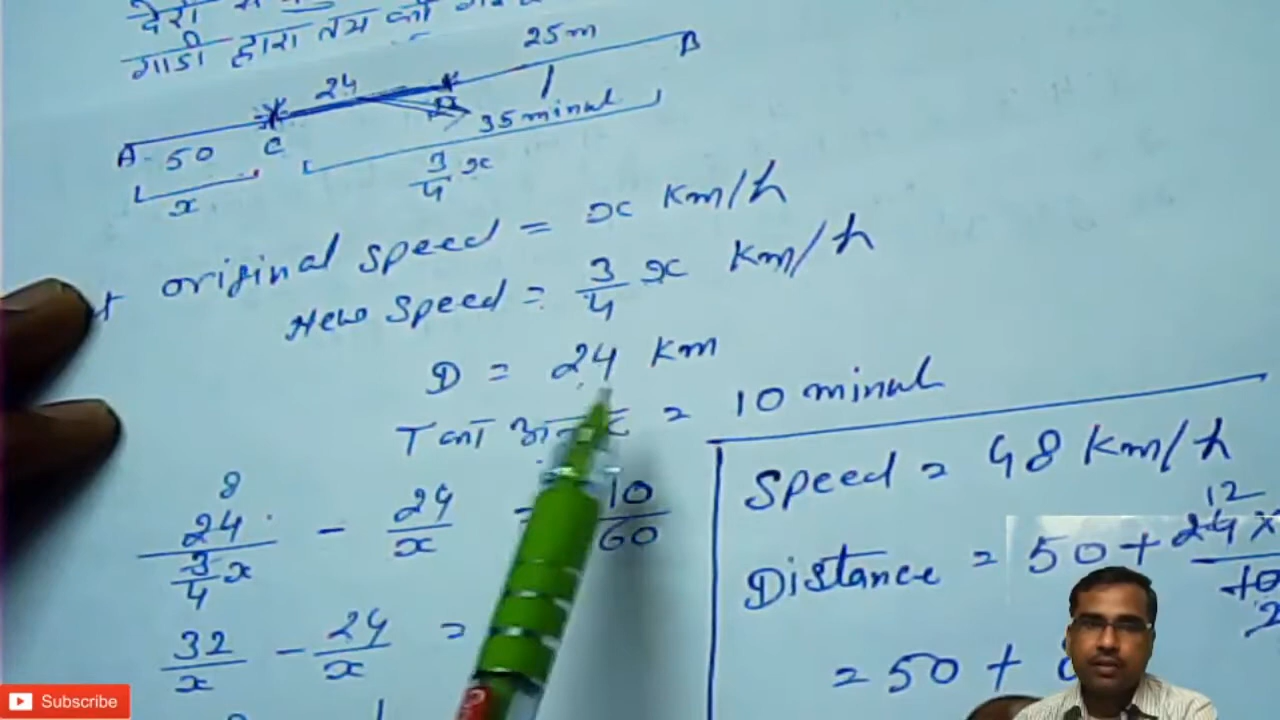 गाडी द्वारा तय की
25m
24
B
35 minut
A 50 C
x
3/4 x
original speed = x km/h
New speed = 3/4 x km/h
D = 24 km
T का = 10 minut
8
24 / (3/4 x) - 24/x = 10/60
32/x - 24/x =
Speed = 48 km/h
12
Distance = 50 +
= 50 +
Subscribe